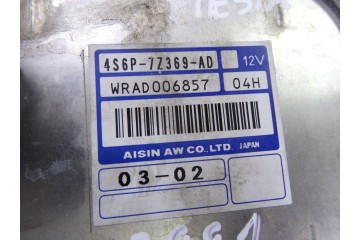 4S6P-7Z369-AD 12V
WRAD006857 04H
AISIN AW CO., LTD. JAPAN
03-02